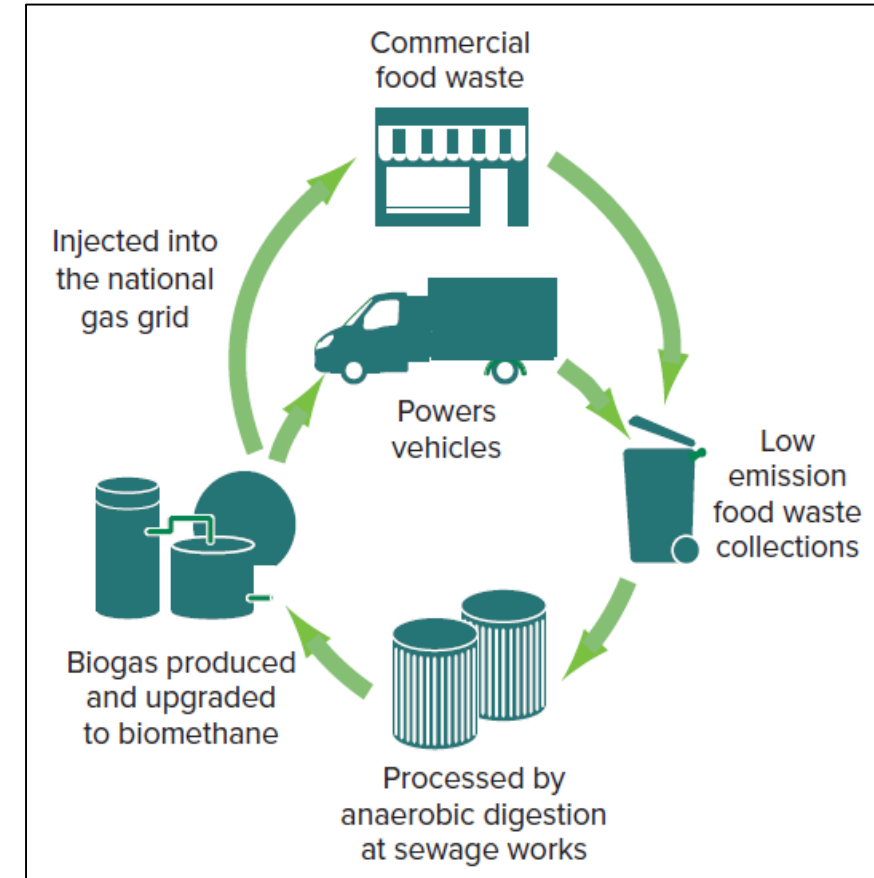 Commercial
food waste
Injected into
the national
gas grid
Powers
vehicles
Low
emission
food waste
collections
Biogas produced
and upgraded
to biomethane
Processed by
anaerobic digestion
at sewage works